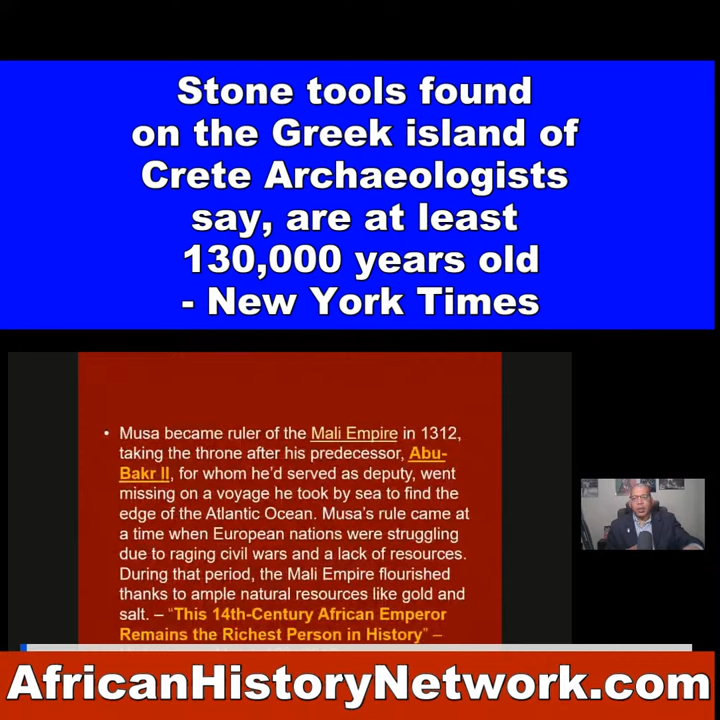 Stone tools found
on the Greek island of
Crete Archaeologists
say, are at least
130,000 years old
- New York Times
• Musa became ruler of the Mali Empire in 1312,
taking the throne after his predecessor, Abu-
Bakr II, for whom he’d served as deputy, went
missing on a voyage he took by sea to find the
edge of the Atlantic Ocean. Musa’s rule came at
a time when European nations were struggling
due to raging civil wars and a lack of resources.
During that period, the Mali Empire flourished
thanks to ample natural resources like gold and
salt. – “This 14th-Century African Emperor
Remains the Richest Person in History” –
AfricanHistoryNetwork.com